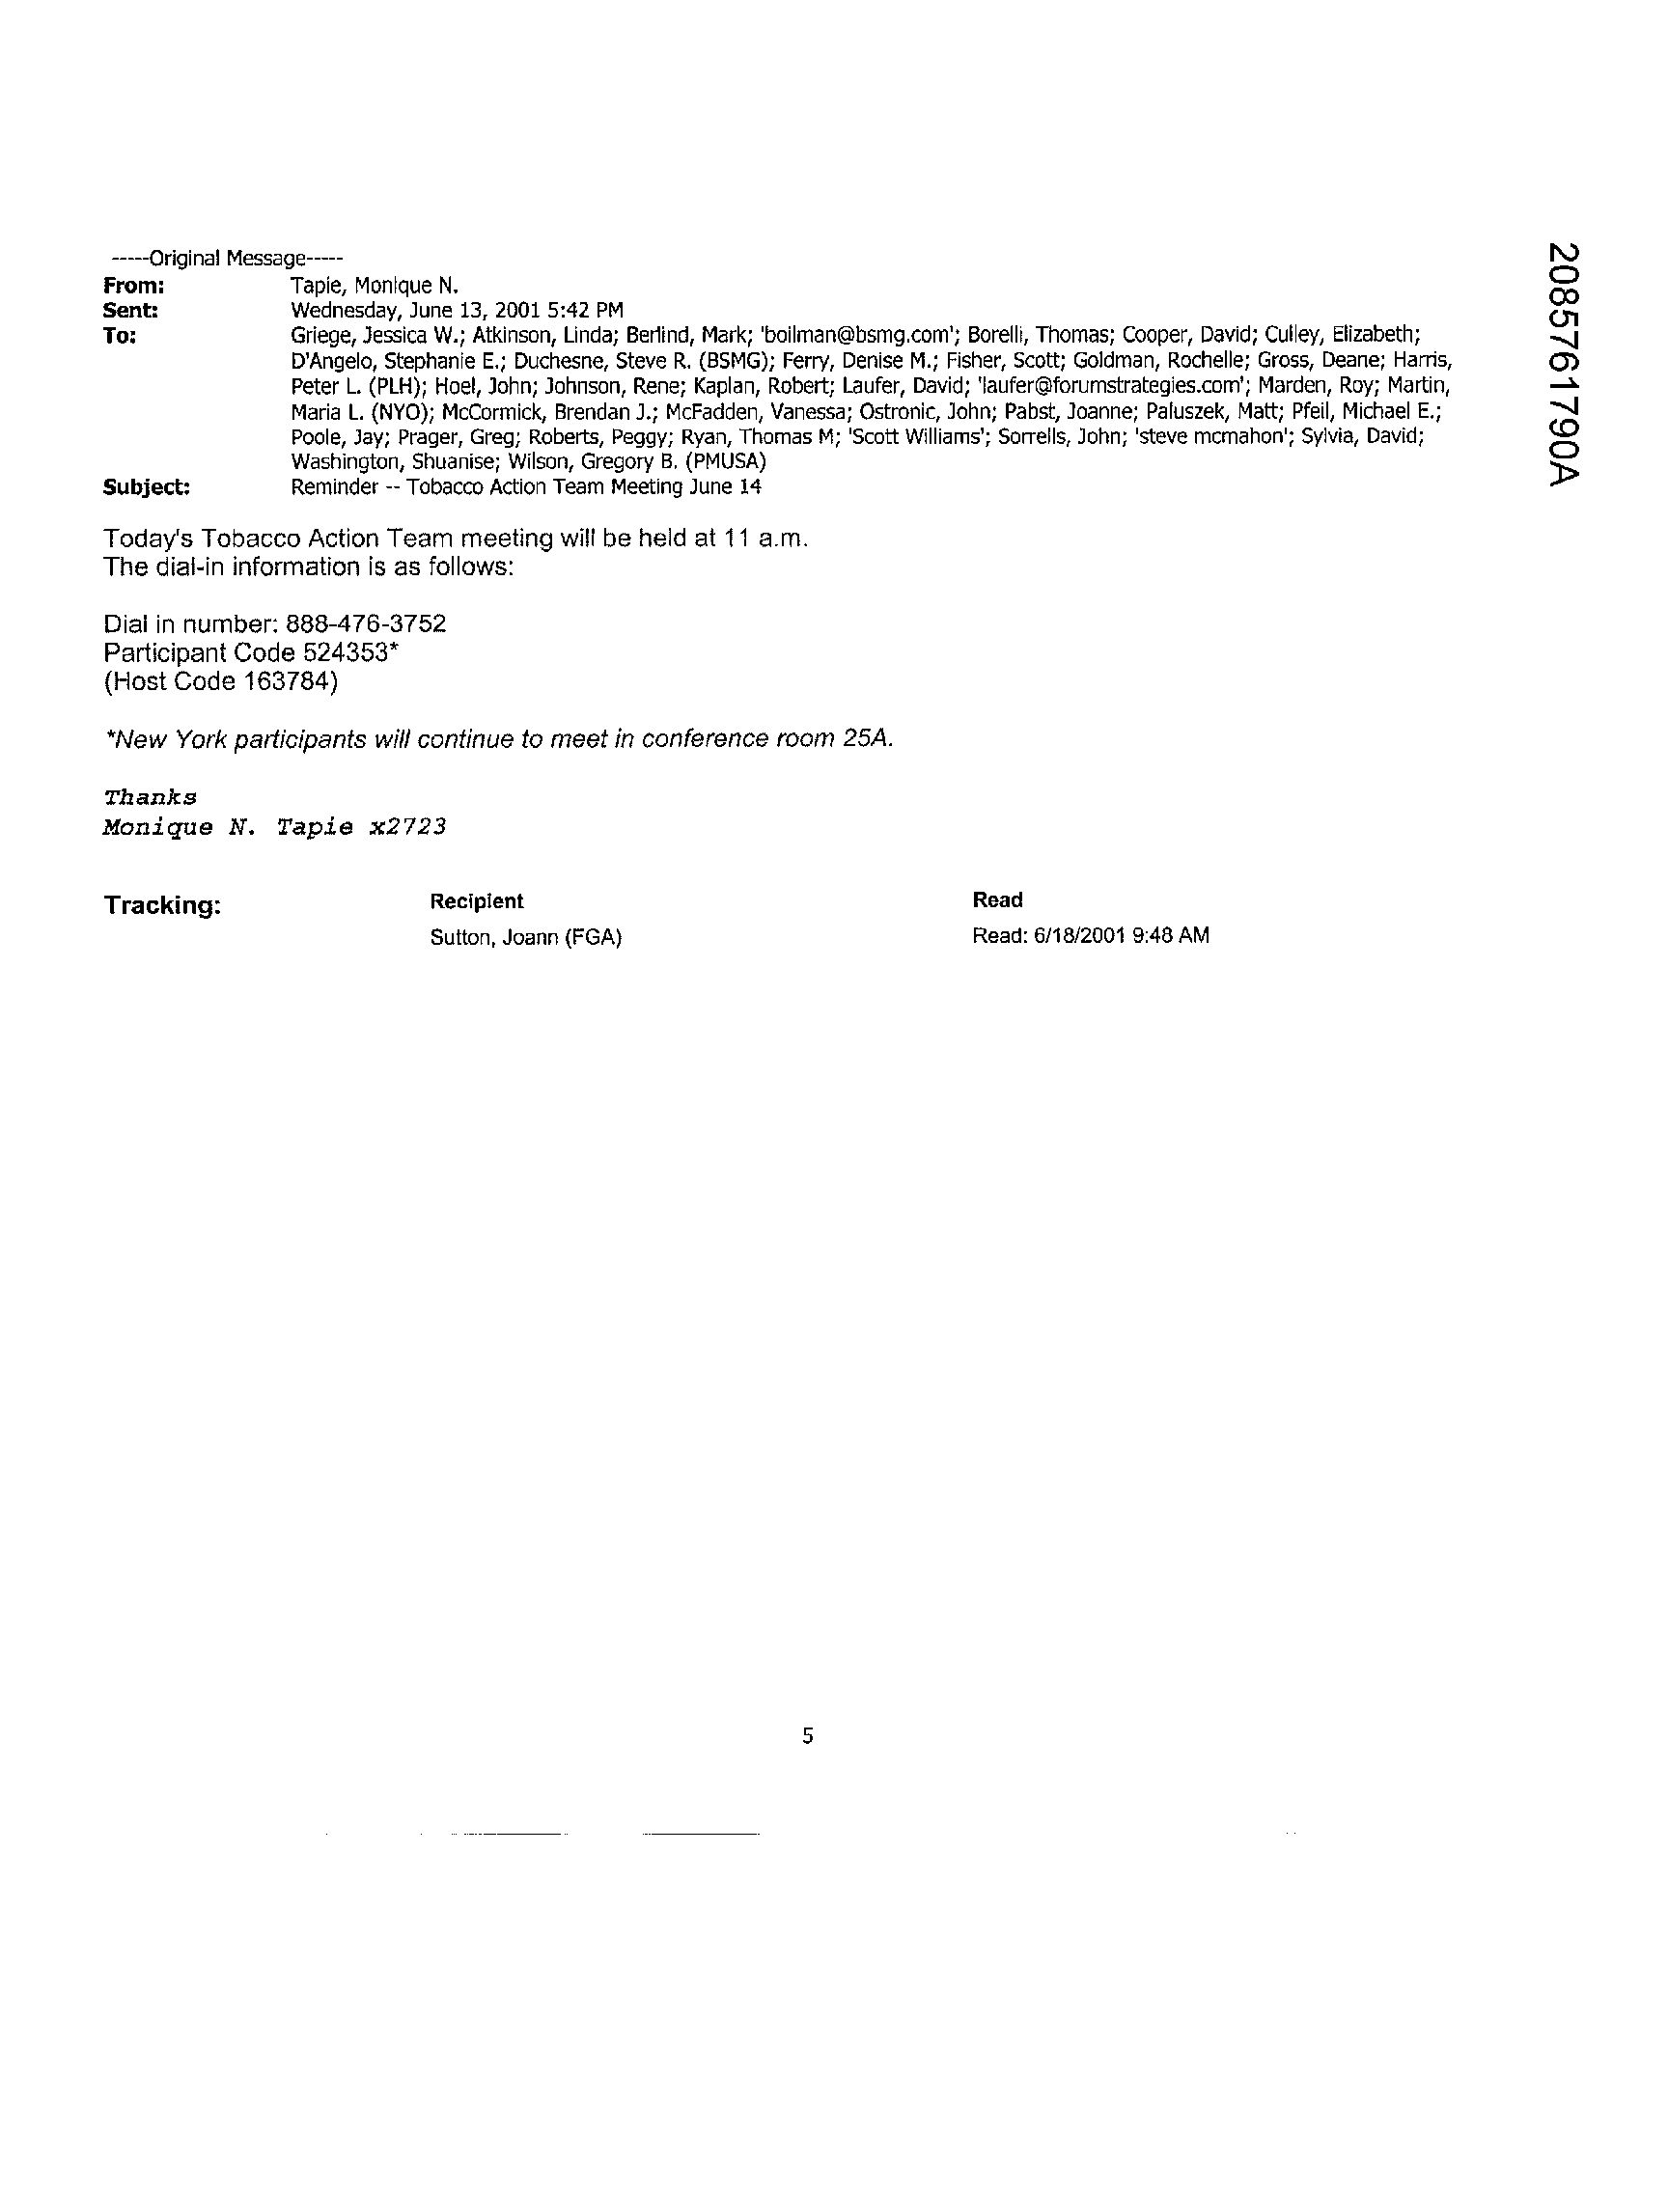 -----Original Message-----
From: Tapie, Monique N.
Sent: Wednesday, June 13, 2001 5:42 PM
To: Griege, Jessica W.; Atkinson, Linda; Berlind, Mark; 'boilman@bsmg.com'; Borelli, Thomas; Cooper, David; Culley, Elizabeth;
D'Angelo, Stephanie E.; Duchesne, Steve R. (BSMG); Ferry, Denise M.; Fisher, Scott; Goldman, Rochelle; Gross, Deane; Harris,
Peter L. (PLH); Hoel, John; Johnson, Rene; Kaplan, Robert; Laufer, David; 'laufer@forumstrategies.com'; Marden, Roy; Martin,
Maria L. (NYO); McCormick, Brendan J.; McFadden, Vanessa; Ostronic, John; Pabst, Joanne; Paluszek, Matt; Pfeil, Michael E.;
Poole, Jay; Prager, Greg; Roberts, Peggy; Ryan, Thomas M; 'Scott Williams'; Sorrells, John; 'steve mcmahon'; Sylvia, David;
Washington, Shuanise; Wilson, Gregory B. (PMUSA)
Subject: Reminder -- Tobacco Action Team Meeting June 14
Today's Tobacco Action Team meeting will be held at 11 a.m.
The dial-in information is as follows:
Dial in number: 888-476-3752
Participant Code 524353*
(Host Code 163784)
*New York participants will continue to meet in conference room 25A.
Thanks
Monique N. Tapie x2723
Tracking: Recipient Read
Sutton, Joann (FGA) Read: 6/18/2001 9:48 AM
5
2085761790A